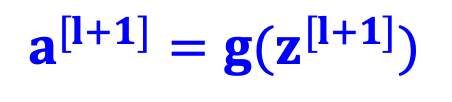 a^[l+1] = g(z^[l+1])